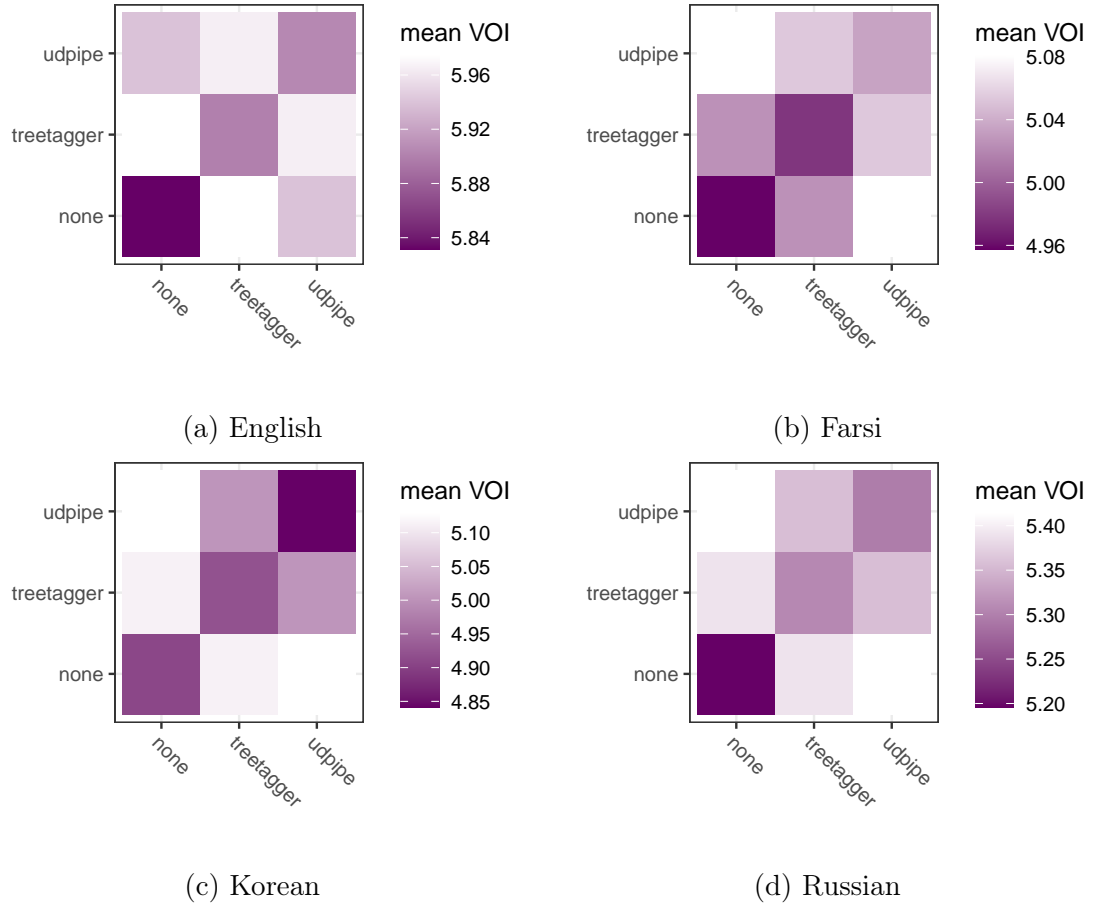 mean VOI
5.96
5.92
5.88
5.84
udpipe
treetagger
none
none
treetagger
udpipe
(a) English
mean VOI
5.08
5.04
5.00
4.96
udpipe
treetagger
none
none
treetagger
udpipe
(b) Farsi
mean VOI
5.10
5.05
5.00
4.95
4.90
4.85
udpipe
treetagger
none
none
treetagger
udpipe
(c) Korean
mean VOI
5.40
5.35
5.30
5.25
5.20
udpipe
treetagger
none
none
treetagger
udpipe
(d) Russian